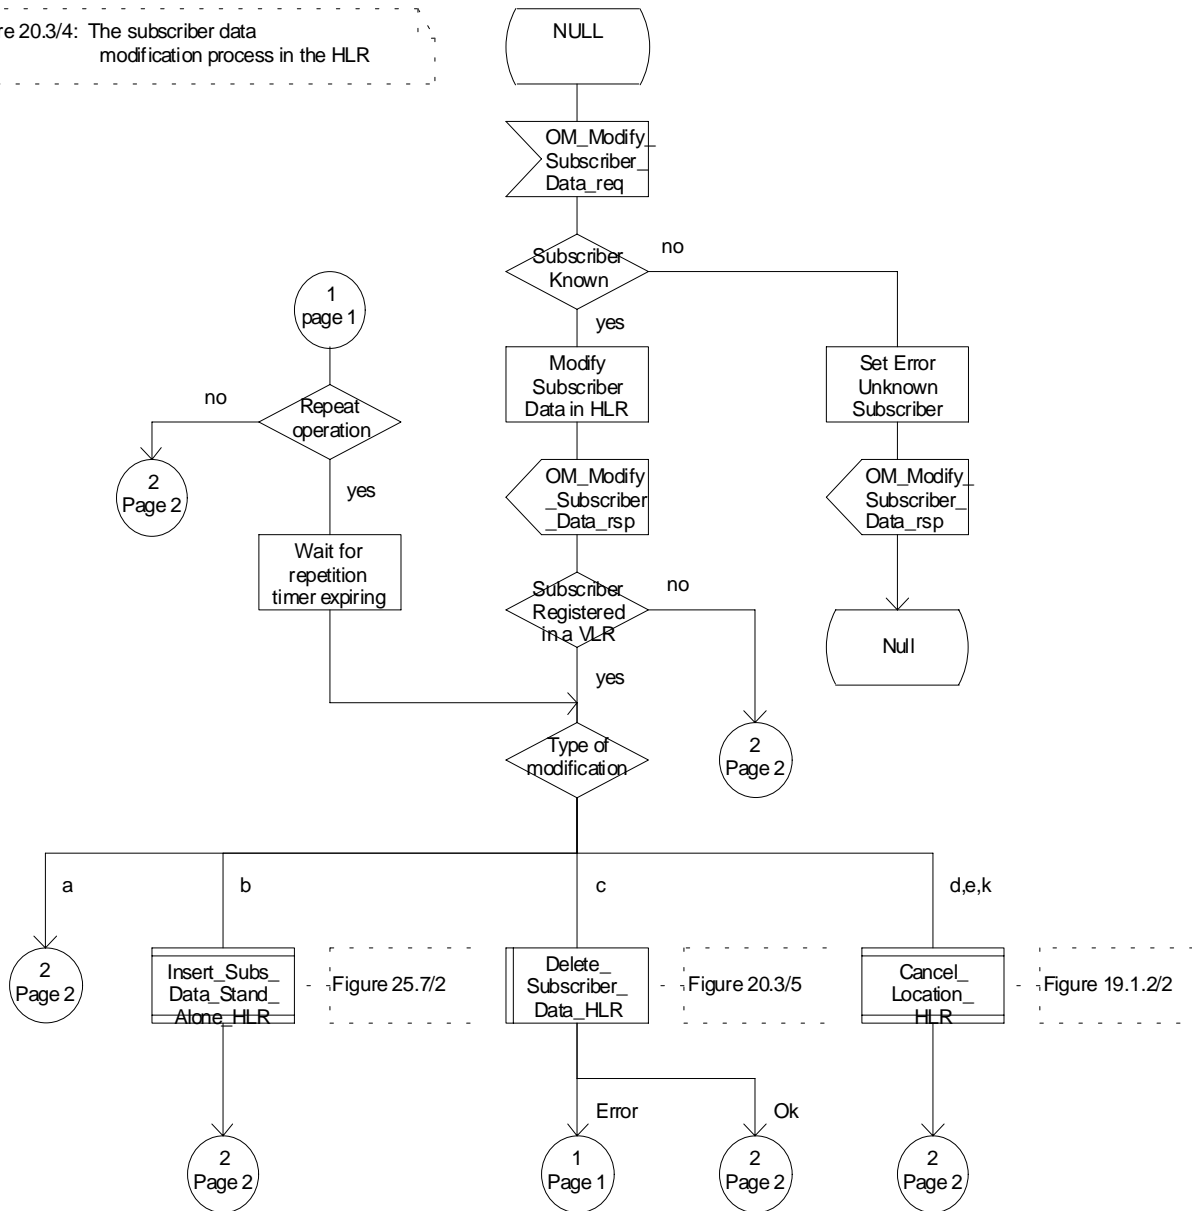 re 20.3/4: The subscriber data
modification process in the HLR
NULL
OM_Modify_
Subscriber_
Data_req
Subscriber
Known
no
yes
1
page 1
Modify
Subscriber
Data in HLR
Set Error
Unknown
Subscriber
no
Repeat
operation
2
Page 2
yes
OM_Modify
_Subscriber
_Data_rsp
OM_Modify_
Subscriber_
Data_rsp
Wait for
repetition
timer expiring
Subscriber
Registered
in a VLR
no
yes
Null
Type of
modification
2
Page 2
a
b
c
d,e,k
2
Page 2
Insert_Subs_
Data_Stand_
Alone_HLR
Figure 25.7/2
Delete_
Subscriber_
Data_HLR
Figure 20.3/5
Cancel_
Location_
HLR
Figure 19.1.2/2
Error
Ok
2
Page 2
1
Page 1
2
Page 2
2
Page 2